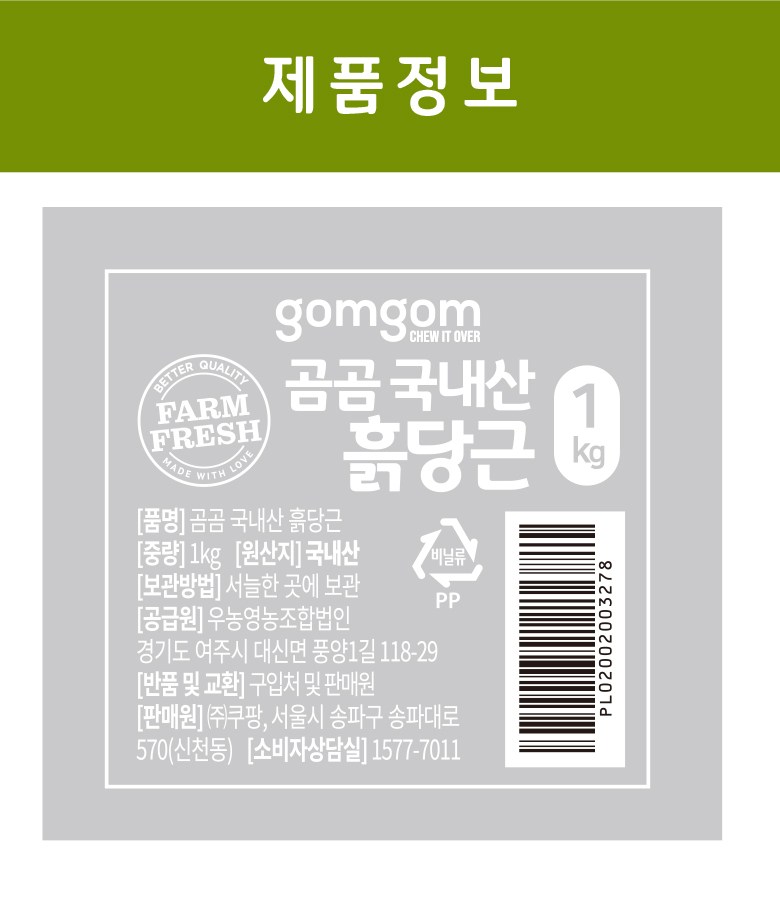 제품정보
gomgom
CHEW IT OVER
BETTER QUALITY
FARM
FRESH
MADE WITH LOVE
곰곰 국내산
흙당근
1
kg
[품명] 곰곰 국내산 흙당근
[중량] 1kg [원산지] 국내산
[보관방법] 서늘한 곳에 보관
[공급원] 우농영농조합법인
경기도 여주시 대신면 풍양1길 118-29
[반품 및 교환] 구입처 및 판매원
[판매원] ㈜쿠팡, 서울시 송파구 송파대로
570(신천동) [소비자상담실] 1577-7011
비닐류
PP
PL02002003278